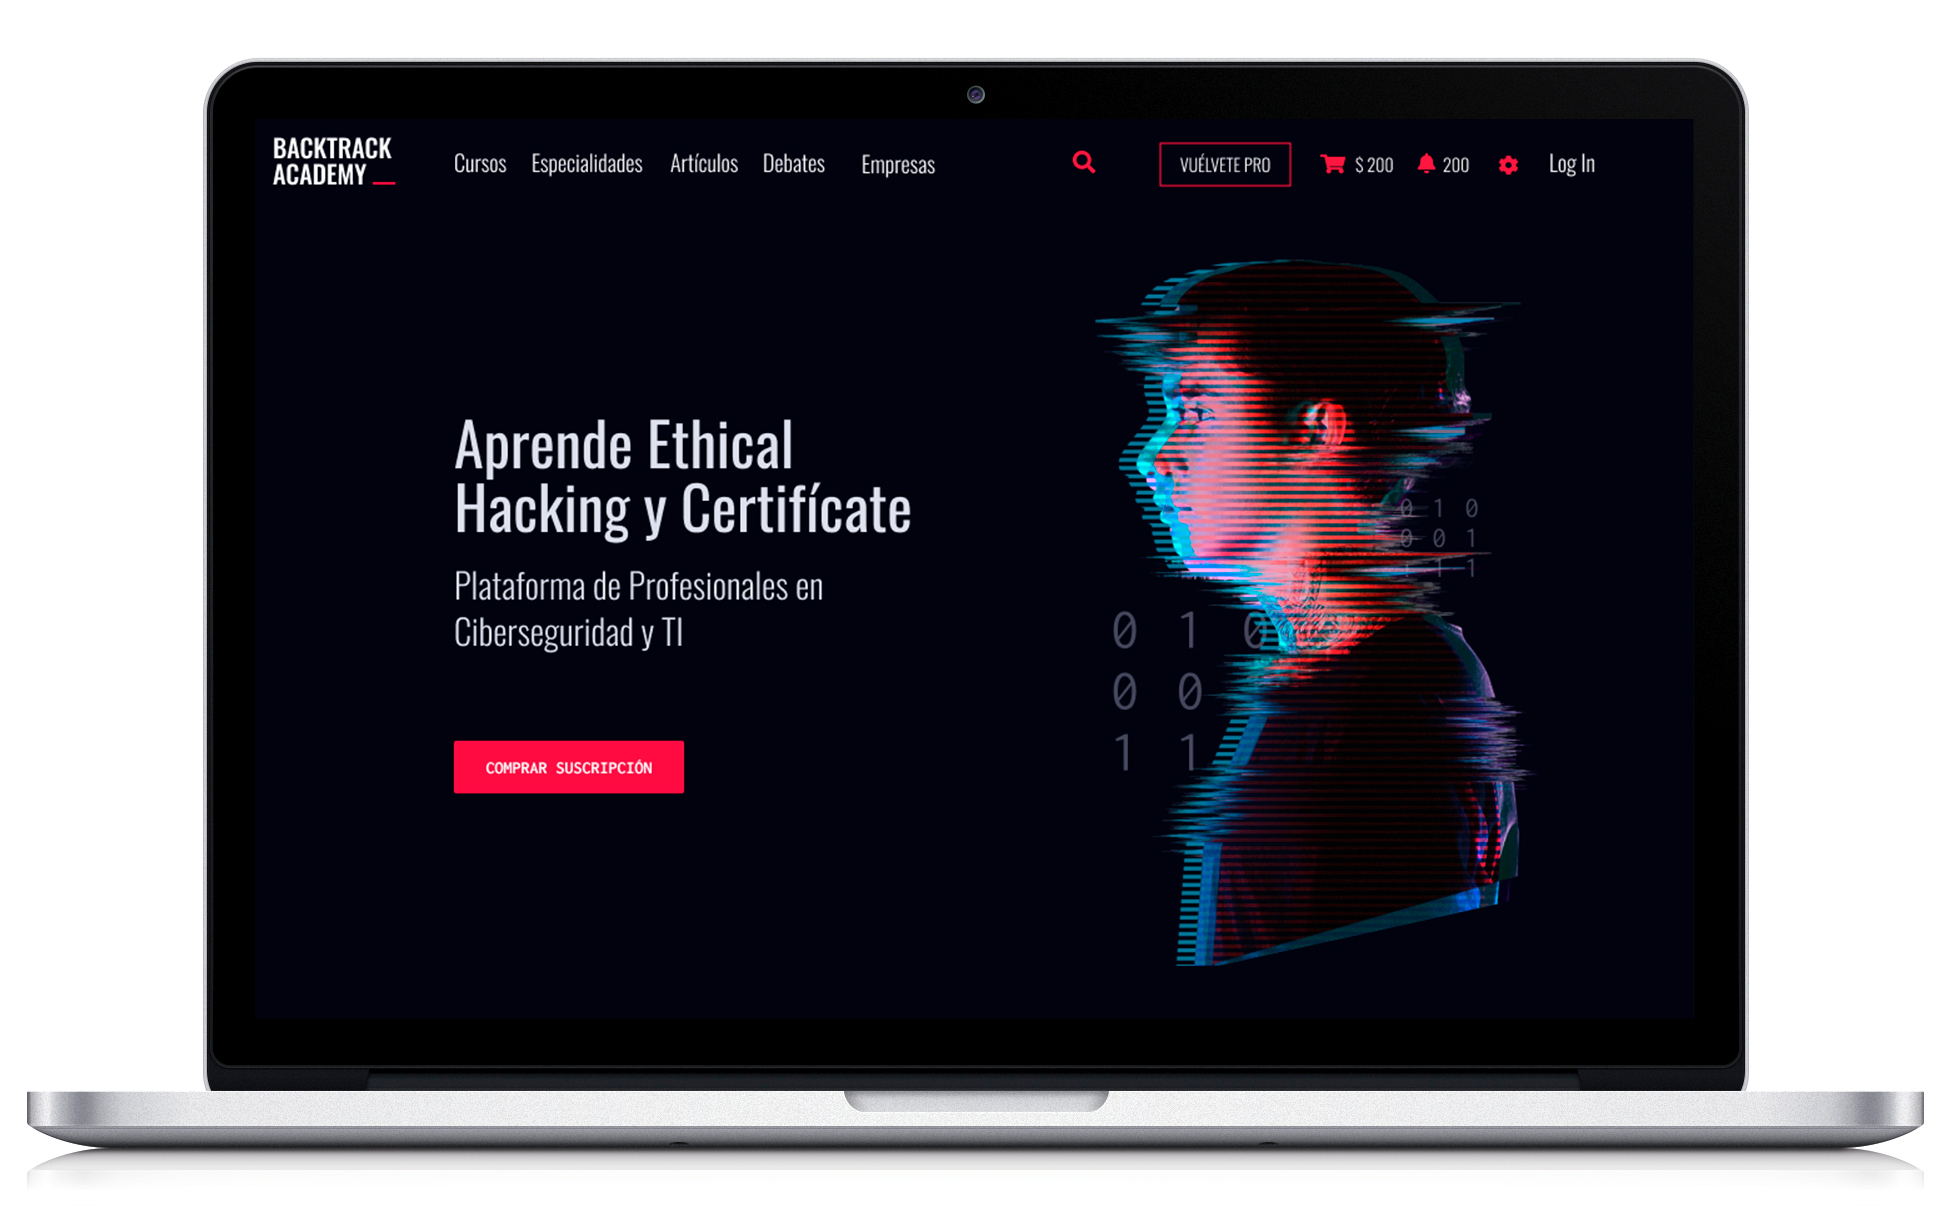 BACKTRACK
ACADEMY
Cursos Especialidades Artículos Debates Empresas VUÉLVETE PRO $ 200 200 Log In
Aprende Ethical
Hacking y Certifícate
Plataforma de Profesionales en
Ciberseguridad y TI
COMPRAR SUSCRIPCIÓN
0 1 0
0 0 1
1 1
0 1 0
0 0
1 1